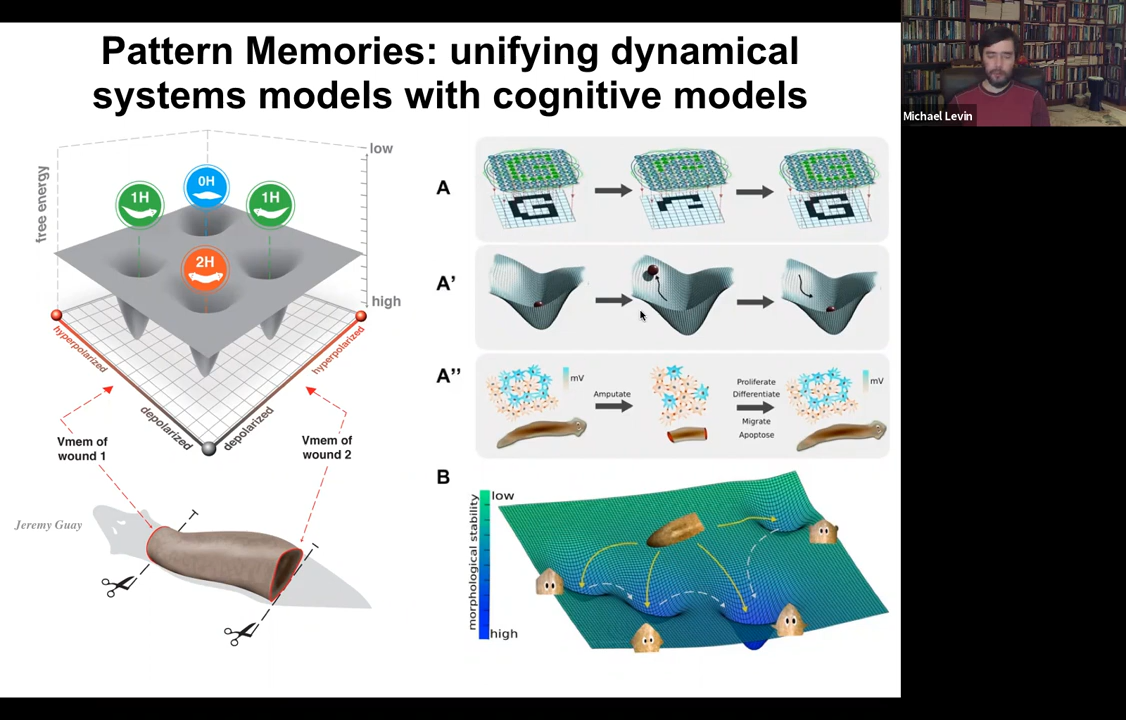 Pattern Memories: unifying dynamical
systems models with cognitive models
Michael Levin
free energy
low
high
1H
0H
1H
2H
hyperpolarized
hyperpolarized
depolarized
depolarized
Vmem of
wound 1
Vmem of
wound 2
Jeremy Guay
A
G
G
A’
A’’
mV
Amputate
Proliferate
Differentiate
Migrate
Apoptose
mV
B
morphological stability
low
high